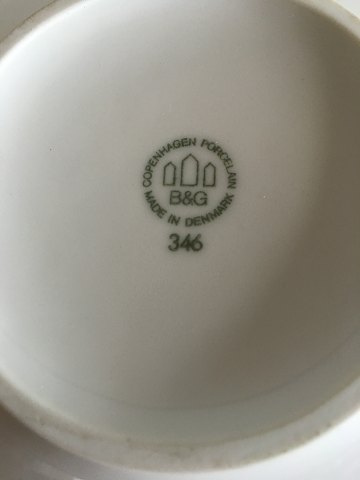 COPENHAGEN PORCELAIN
B&G
MADE IN DENMARK
346